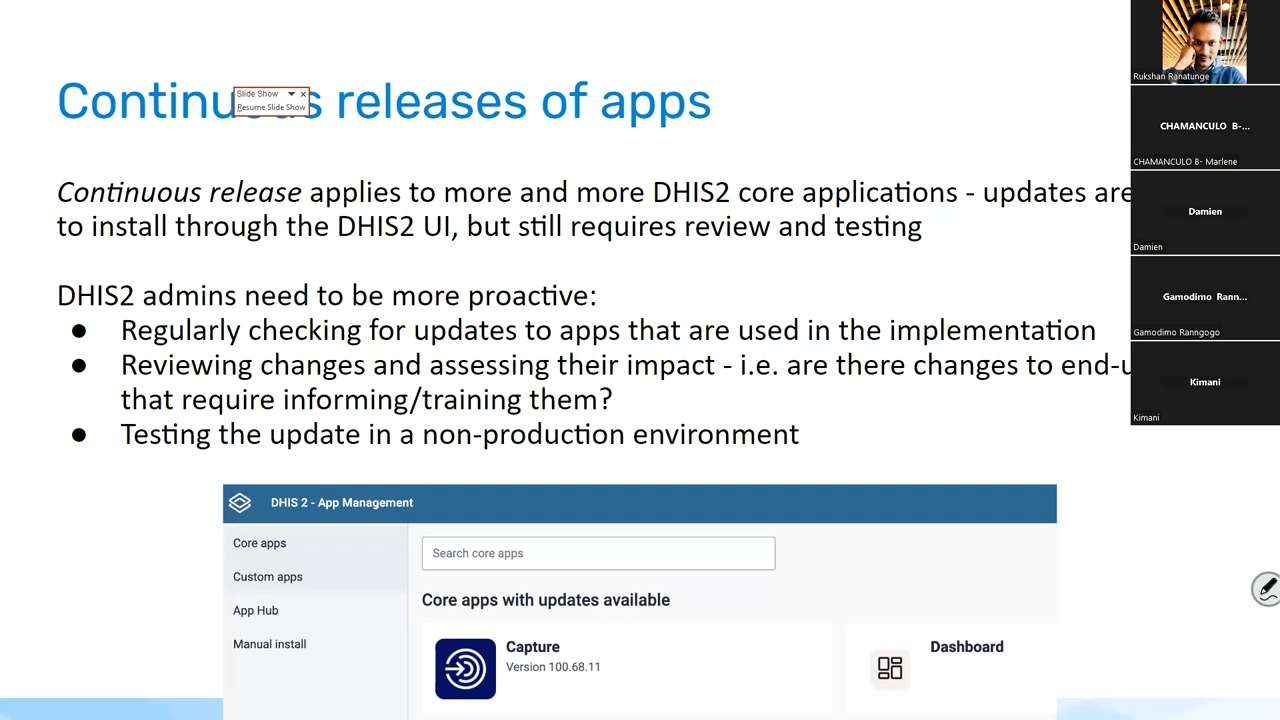 Continuous releases of apps
Slide Show
Resume Slide Show
Continuous release applies to more and more DHIS2 core applications - updates are
to install through the DHIS2 UI, but still requires review and testing
DHIS2 admins need to be more proactive:
● Regularly checking for updates to apps that are used in the implementation
● Reviewing changes and assessing their impact - i.e. are there changes to end-u
that require informing/training them?
● Testing the update in a non-production environment
DHIS 2 - App Management
Core apps
Custom apps
App Hub
Manual install
Search core apps
Core apps with updates available
Capture
Version 100.68.11
Dashboard
Rukshan Ranatunge
CHAMANCULO B-...
CHAMANCULO B- Marlene
Damien
Damien
Gamodimo Rann...
Gamodimo Ranngogo
Kimani
Kimani